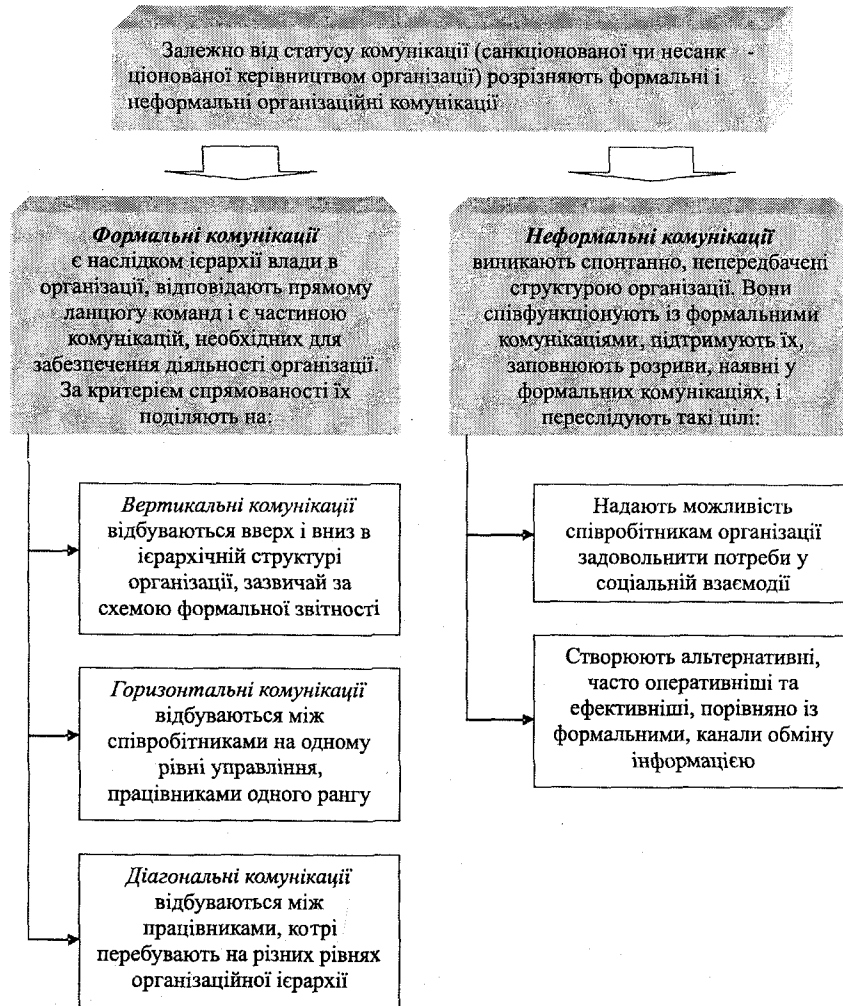 Залежно від статусу комунікації (санкціонованої чи несанк -
ціонованої керівництвом організації) розрізняють формальні і
неформальні організаційні комунікації
Формальні комунікації
є наслідком ієрархії влади в
організації, відповідають прямому
ланцюгу команд і є частиною
комунікацій, необхідних для
забезпечення діяльності організації.
За критерієм спрямованості їх
поділяють на:
Вертикальні комунікації
відбуваються вверх і вниз в
ієрархічній структурі
організації, зазвичай за
схемою формальної звітності
Горизонтальні комунікації
відбуваються між
співробітниками на одному
рівні управління,
працівниками одного рангу
Діагональні комунікації
відбуваються між
працівниками, котрі
перебувають на різних рівнях
організаційної ієрархії
Неформальні комунікації
виникають спонтанно, непередбачені
структурою організації. Вони
співфункціонують із формальними
комунікаціями, підтримують їх,
заповнюють розриви, наявні у
формальних комунікаціях, і
переслідують такі цілі:
Надають можливість
співробітникам організації
задовольнити потреби у
соціальній взаємодії
Створюють альтернативні,
часто оперативніші та
ефективніші, порівняно із
формальними, канали обміну
інформацією